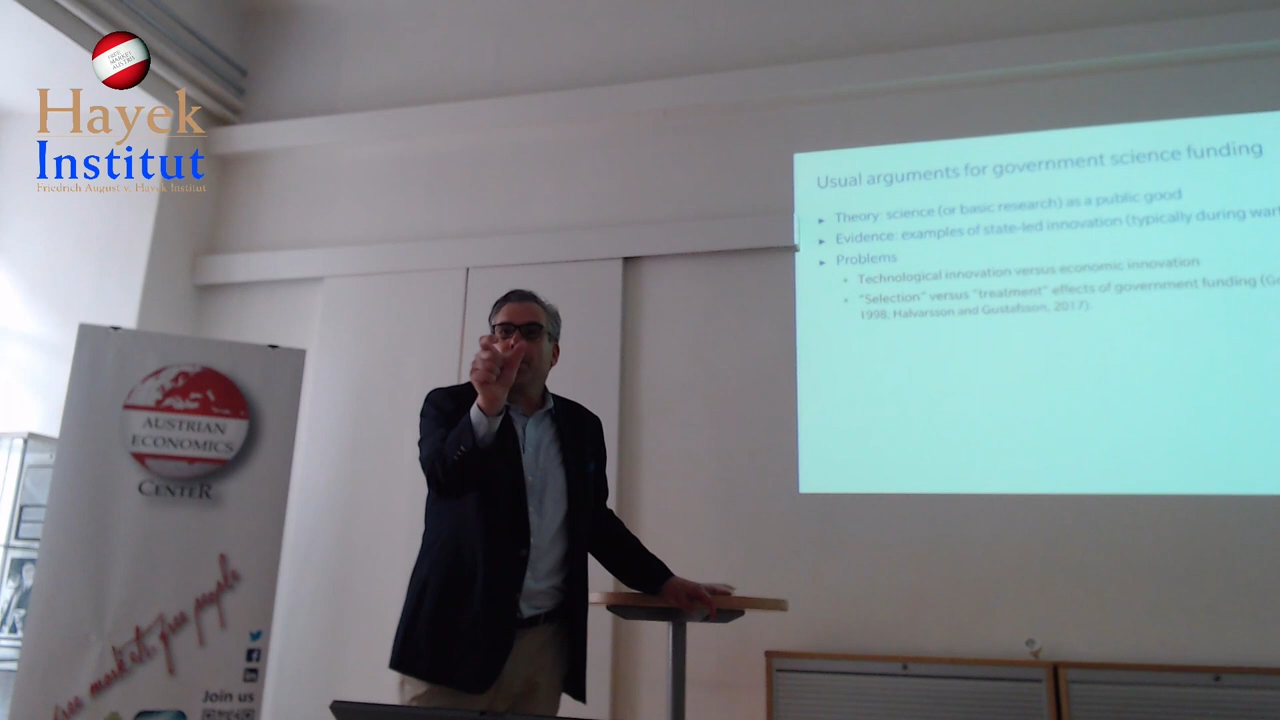 FREE
MARKET
Hayek
Institut
Friedrich August v. Hayek Institut
Usual arguments for government science funding
▸ Theory: science (or basic research) as a public good
▸ Evidence: examples of state-led innovation (typically during
▸ Problems
• Technological innovation versus economic innovation
• "Selection" versus "treatment" effects of government funding
1998, Halvarsson and Gustafsson, 2017).
AUSTRIAN
ECONOMICS
CENTER
free markets, free people
Join us